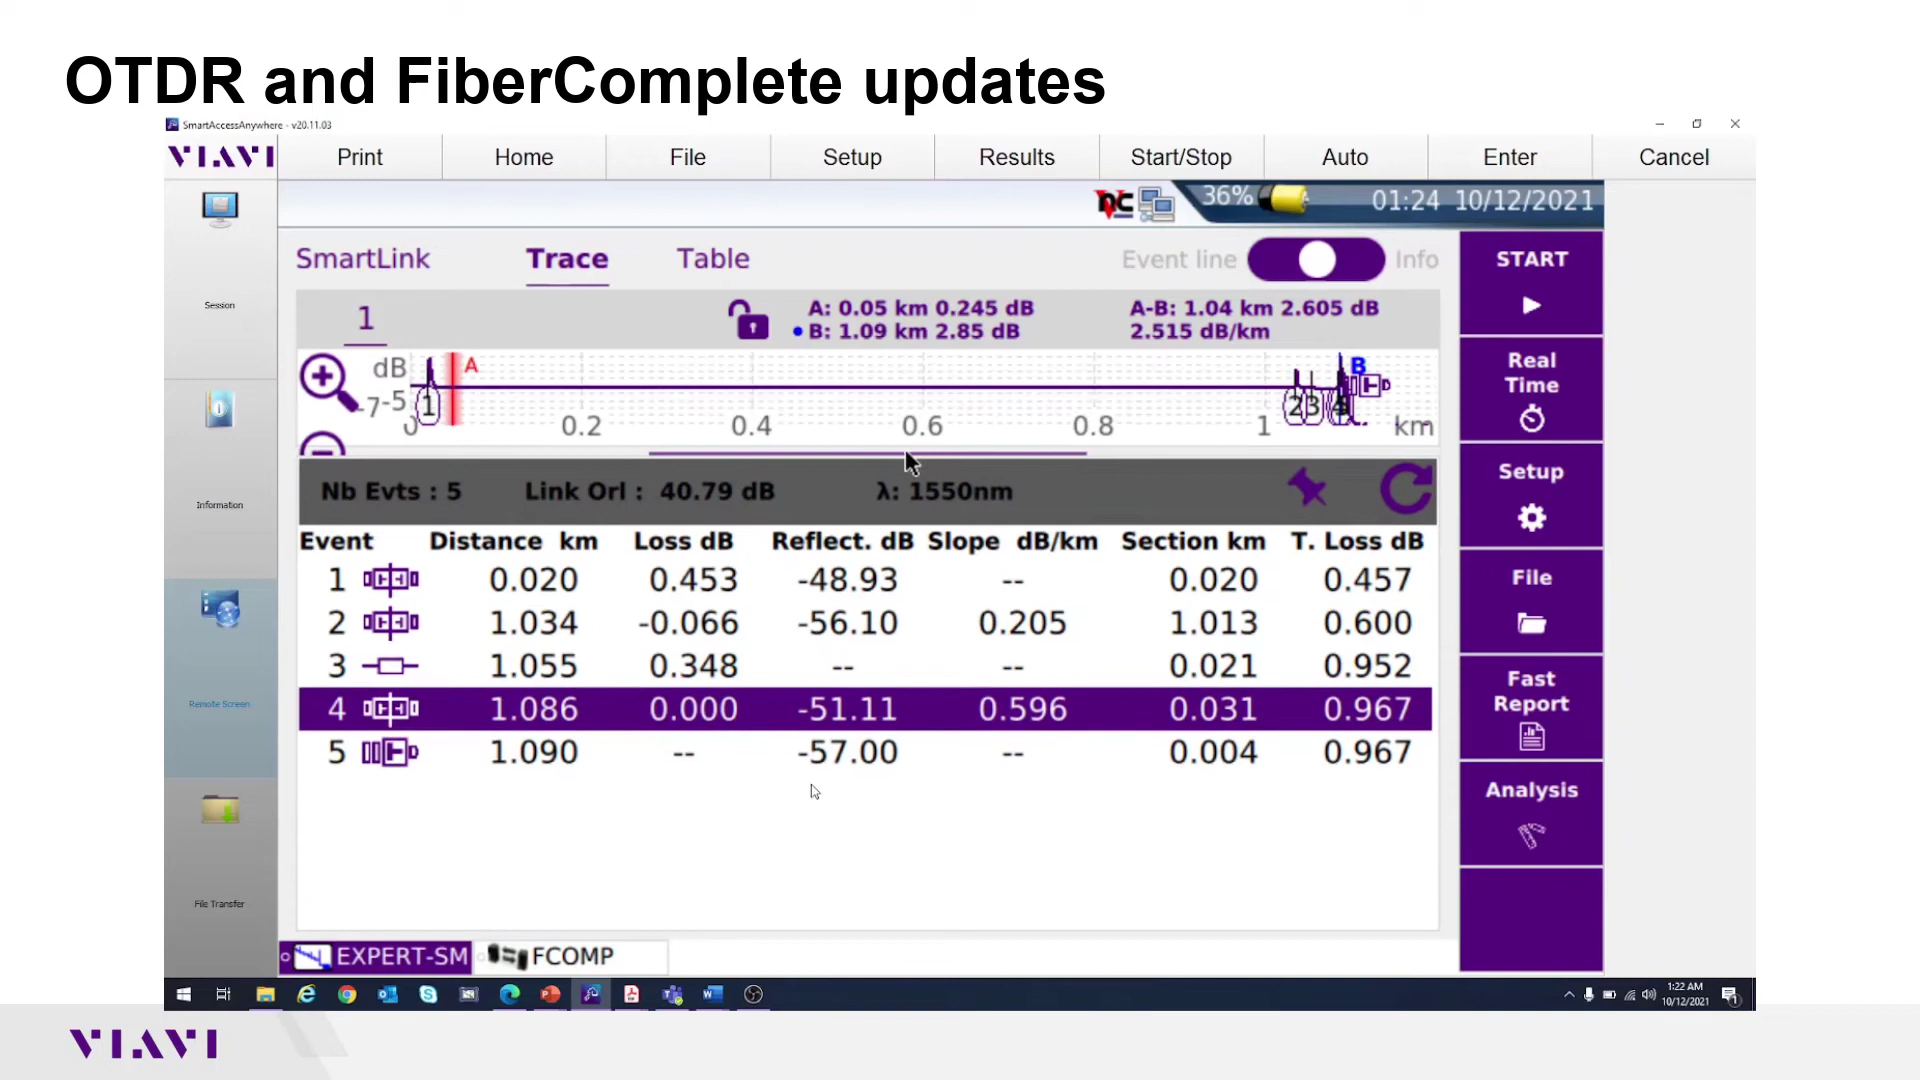 OTDR and FiberComplete updates
SmartAccessAnywhere - v20.11.03
VIAVI Print Home File Setup Results Start/Stop Auto Enter Cancel
36% 01:24 10/12/2021
Session
Information
Remote Screen
File Transfer
SmartLink Trace Table Event line Info
1
A: 0.05 km 0.245 dB A-B: 1.04 km 2.605 dB
B: 1.09 km 2.85 dB 2.515 dB/km
dB A B
-5
-7
1 2 3
0 0.2 0.4 0.6 0.8 1 km
Nb Evts : 5 Link Orl : 40.79 dB λ: 1550nm
Event Distance km Loss dB Reflect. dB Slope dB/km Section km T. Loss dB
1 0.020 0.453 -48.93 -- 0.020 0.457
2 1.034 -0.066 -56.10 0.205 1.013 0.600
3 1.055 0.348 -- -- 0.021 0.952
4 1.086 0.000 -51.11 0.596 0.031 0.967
5 1.090 -- -57.00 -- 0.004 0.967
START
Real
Time
Setup
File
Fast
Report
Analysis
EXPERT-SM FCOMP
1:22 AM
10/12/2021
VIAVI